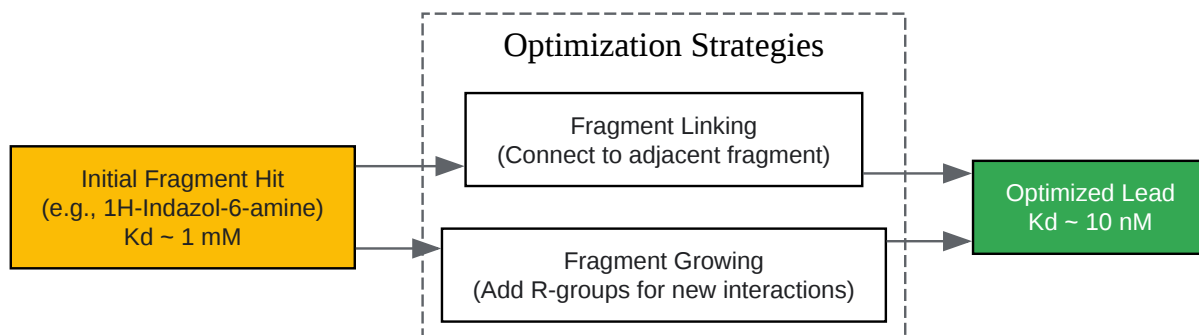 Optimization Strategies
Initial Fragment Hit
(e.g., 1H-Indazol-6-amine)
Kd ~ 1 mM
Fragment Linking
(Connect to adjacent fragment)
Fragment Growing
(Add R-groups for new interactions)
Optimized Lead
Kd ~ 10 nM